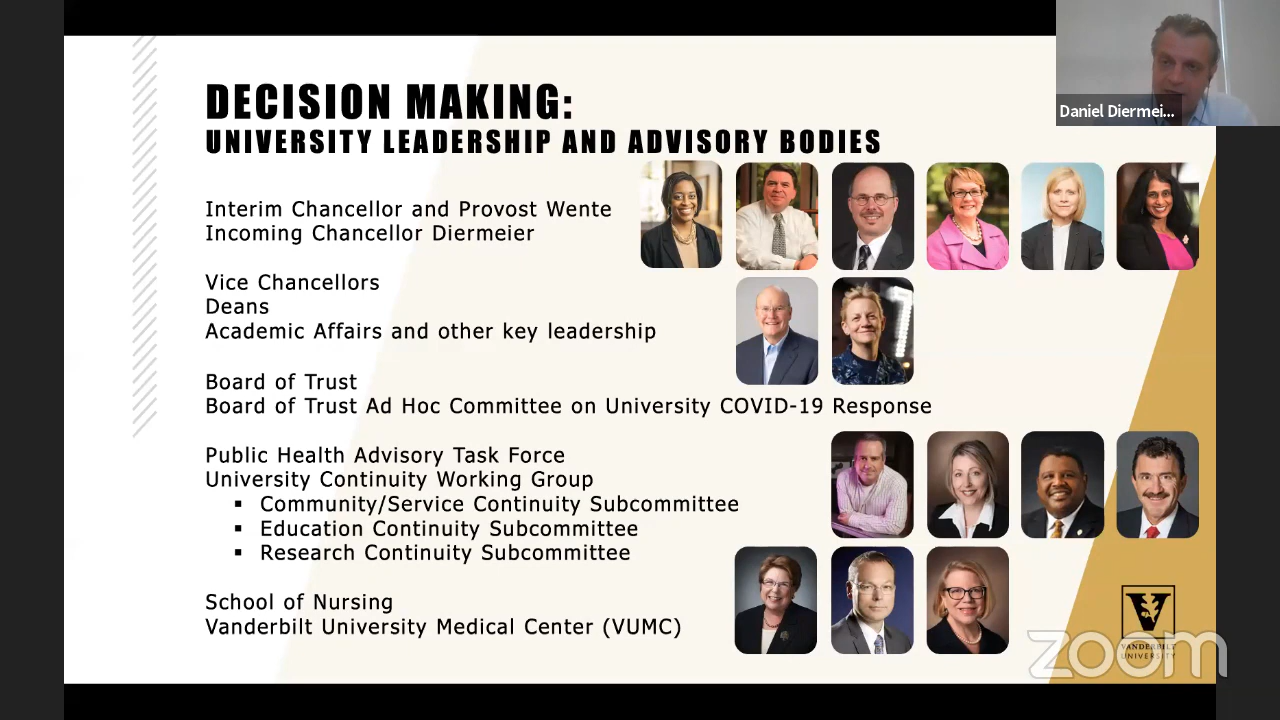 DECISION MAKING:
UNIVERSITY LEADERSHIP AND ADVISORY BODIES
Daniel Diermei...
Interim Chancellor and Provost Wente
Incoming Chancellor Diermeier
Vice Chancellors
Deans
Academic Affairs and other key leadership
Board of Trust
Board of Trust Ad Hoc Committee on University COVID-19 Response
Public Health Advisory Task Force
University Continuity Working Group
▪ Community/Service Continuity Subcommittee
▪ Education Continuity Subcommittee
▪ Research Continuity Subcommittee
School of Nursing
Vanderbilt University Medical Center (VUMC)
V
VANDERBILT
UNIVERSITY
zoom